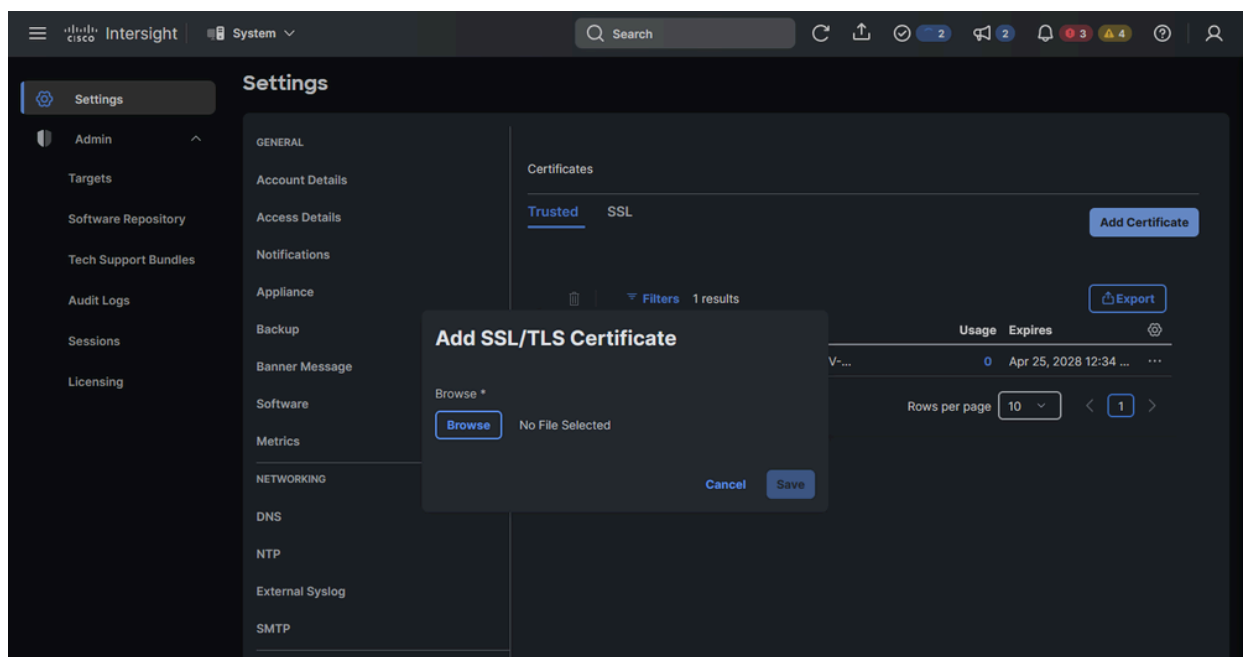 cisco Intersight System Search 2 2 3 4
Settings
Settings
Admin
Targets
Software Repository
Tech Support Bundles
Audit Logs
Sessions
Licensing
GENERAL
Account Details
Access Details
Notifications
Appliance
Backup
Banner Message
Software
Metrics
NETWORKING
DNS
NTP
External Syslog
SMTP
Certificates
Trusted SSL
Add Certificate
Filters 1 results
Export
Usage Expires
V-... 0 Apr 25, 2028 12:34 ... ...
Rows per page 10 1
Add SSL/TLS Certificate
Browse *
Browse No File Selected
Cancel Save